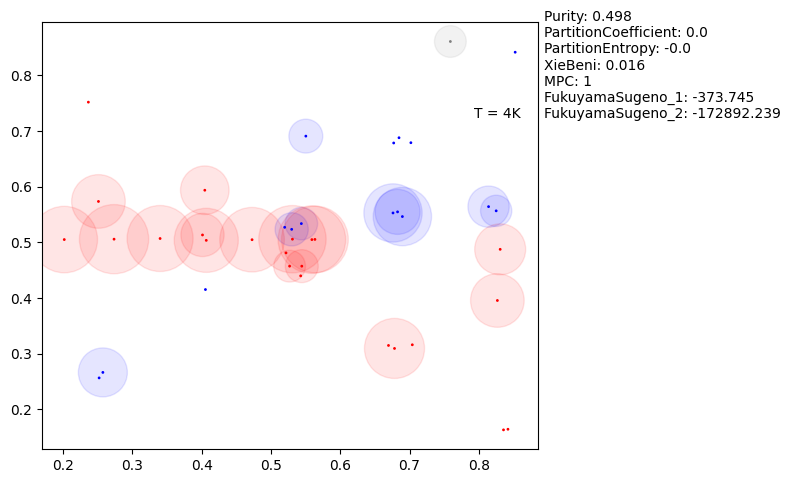 Purity: 0.498
PartitionCoefficient: 0.0
PartitionEntropy: -0.0
XieBeni: 0.016
MPC: 1
FukuyamaSugeno_1: -373.745
FukuyamaSugeno_2: -172892.239
T = 4K
0.8
0.7
0.6
0.5
0.4
0.3
0.2
0.2 0.3 0.4 0.5 0.6 0.7 0.8